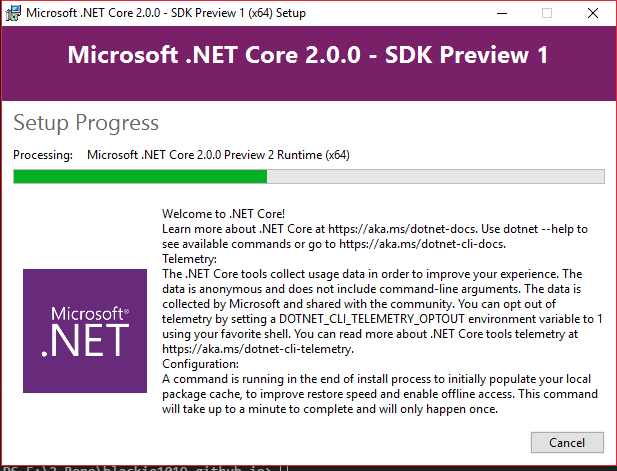 Microsoft .NET Core 2.0.0 - SDK Preview 1 (x64) Setup
Microsoft .NET Core 2.0.0 - SDK Preview 1
Setup Progress
Processing: Microsoft .NET Core 2.0.0 Preview 2 Runtime (x64)
Welcome to .NET Core!
Learn more about .NET Core at https://aka.ms/dotnet-docs. Use dotnet --help to
see available commands or go to https://aka.ms/dotnet-cli-docs.
Telemetry:
The .NET Core tools collect usage data in order to improve your experience. The
data is anonymous and does not include command-line arguments. The data is
collected by Microsoft and shared with the community. You can opt out of
telemetry by setting a DOTNET_CLI_TELEMETRY_OPTOUT environment variable to 1
using your favorite shell. You can read more about .NET Core tools telemetry at
https://aka.ms/dotnet-cli-telemetry.
Configuration:
A command is running in the end of install process to initially populate your local
package cache, to improve restore speed and enable offline access. This command
will take up to a minute to complete and will only happen once.
Microsoft®
.NET
Cancel